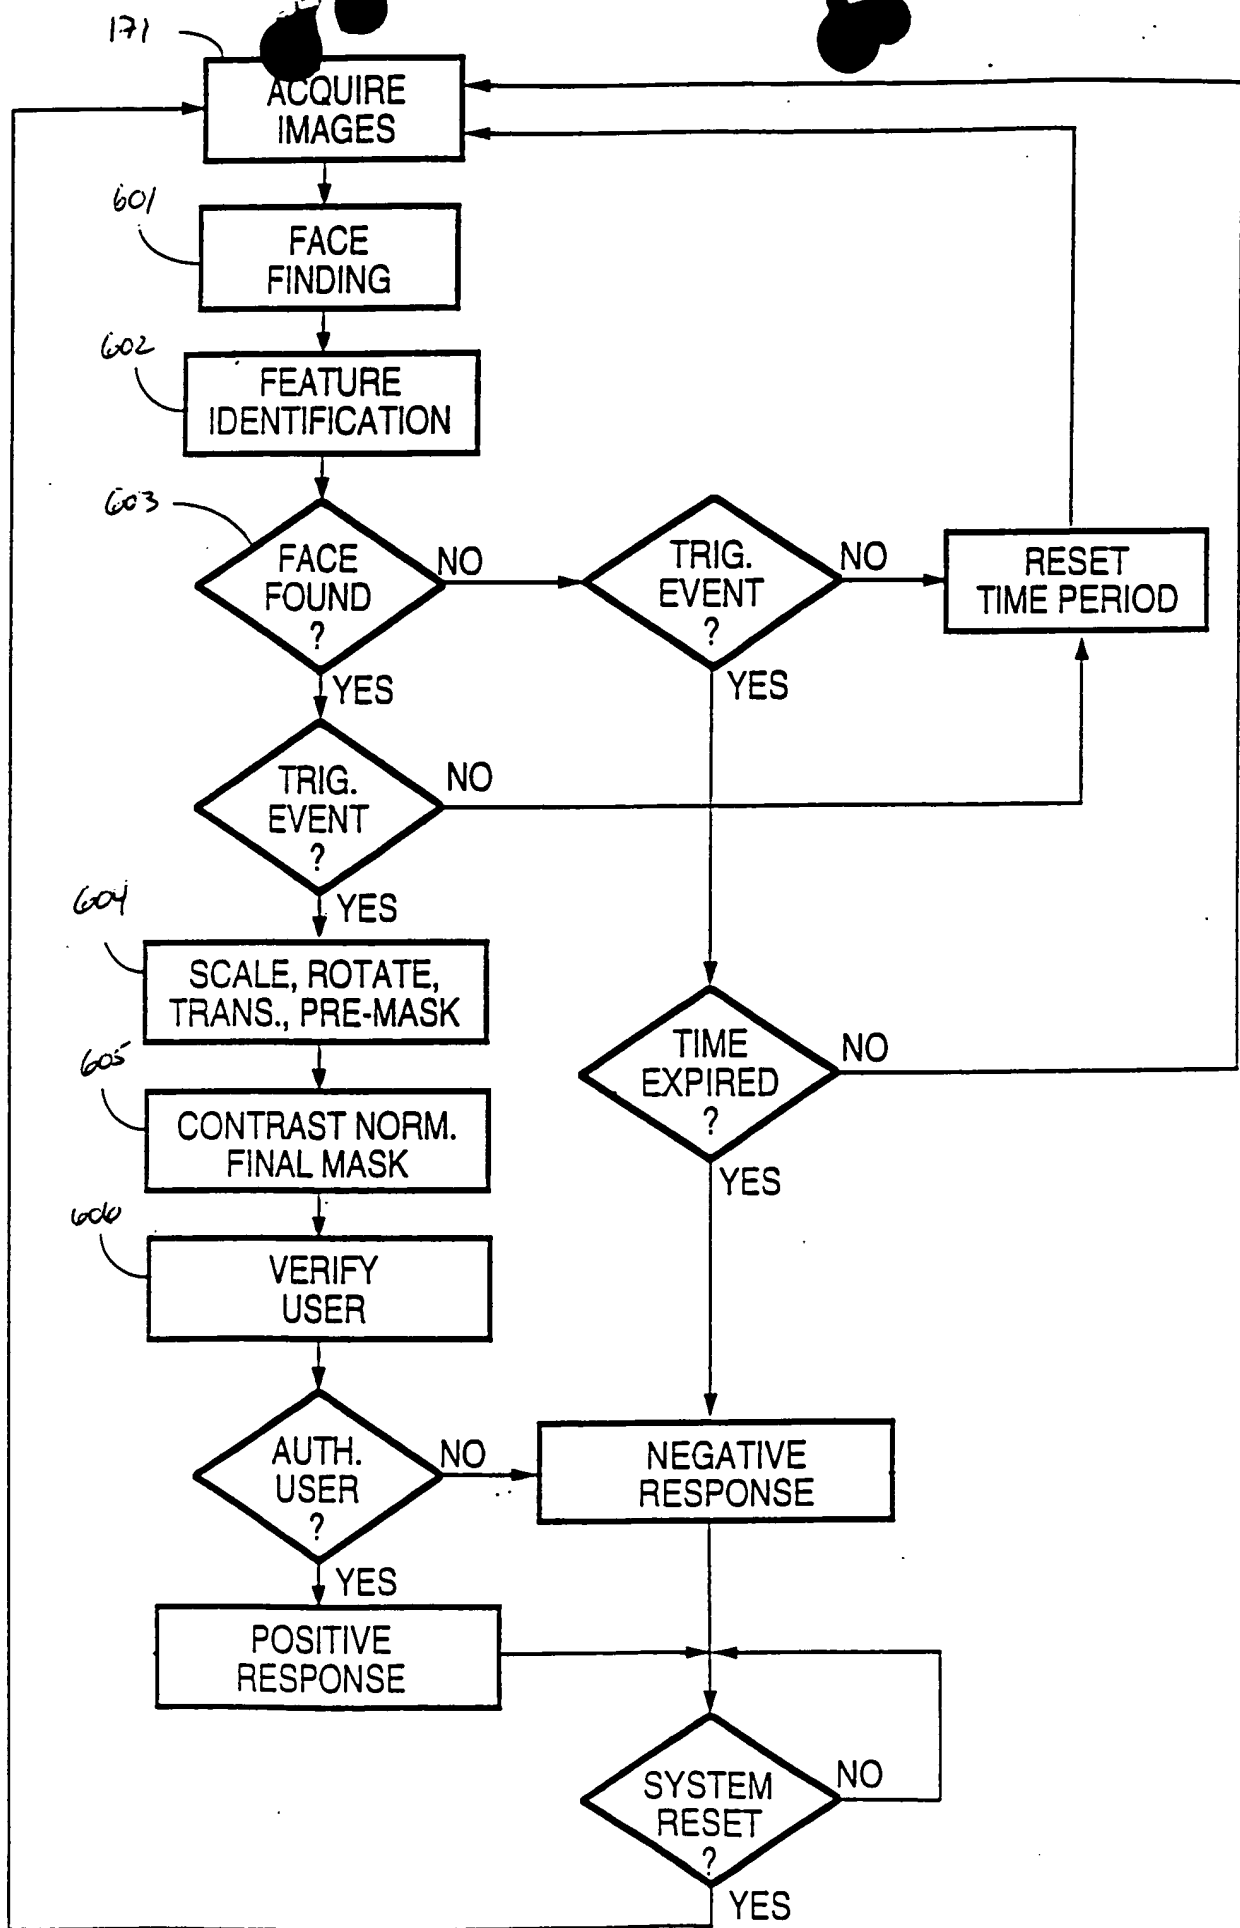 171
ACQUIRE
IMAGES
601
FACE
FINDING
602
FEATURE
IDENTIFICATION
603
FACE
FOUND
?
NO
TRIG.
EVENT
?
NO
RESET
TIME PERIOD
YES
YES
TRIG.
EVENT
?
NO
YES
604
SCALE, ROTATE,
TRANS., PRE-MASK
TIME
EXPIRED
?
NO
YES
605
CONTRAST NORM.
FINAL MASK
606
VERIFY
USER
AUTH.
USER
?
NO
NEGATIVE
RESPONSE
YES
POSITIVE
RESPONSE
SYSTEM
RESET
?
NO
YES